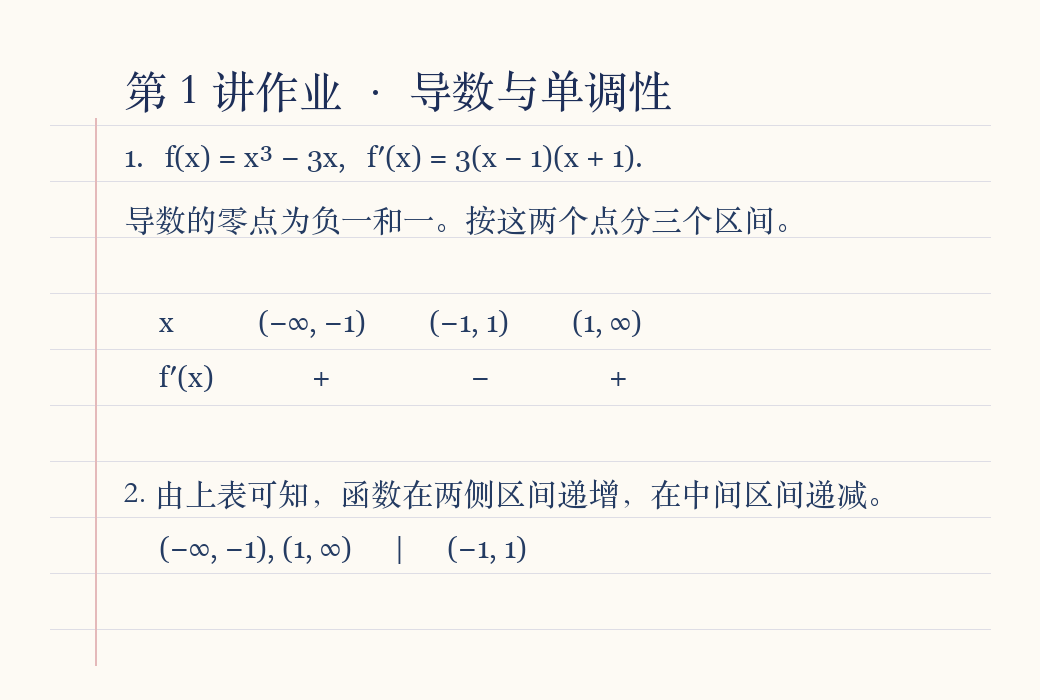 第 1 讲作业 · 导数与单调性
1. f(x) = x³ − 3x, f′(x) = 3(x − 1)(x + 1).
导数的零点为负一和一。按这两个点分三个区间。
x (−∞, −1) (−1, 1) (1, ∞)
f′(x) + − +
2. 由上表可知，函数在两侧区间递增，在中间区间递减。
(−∞, −1), (1, ∞) | (−1, 1)